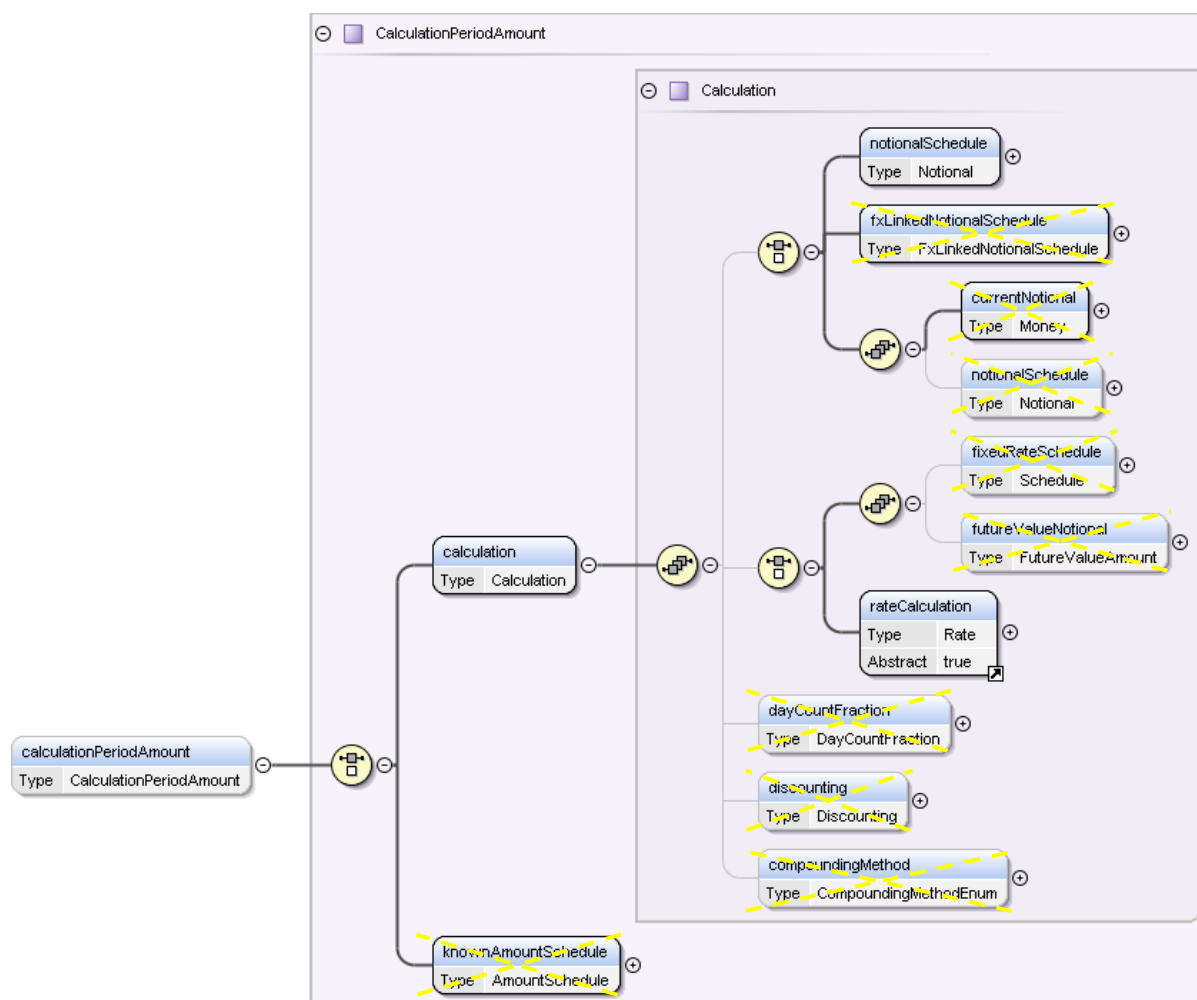 CalculationPeriodAmount
Calculation
notionalSchedule
Type Notional
fxLinkedNotionalSchedule
Type FxLinkedNotionalSchedule
currentNotional
Type Money
notionalSchedule
Type Notional
fixedRateSchedule
Type Schedule
futureValueNotional
Type FutureValueAmount
calculation
Type Calculation
rateCalculation
Type Rate
Abstract true
dayCountFraction
Type DayCountFraction
calculationPeriodAmount
Type CalculationPeriodAmount
discounting
Type Discounting
compoundingMethod
Type CompoundingMethodEnum
knownAmountSchedule
Type AmountSchedule